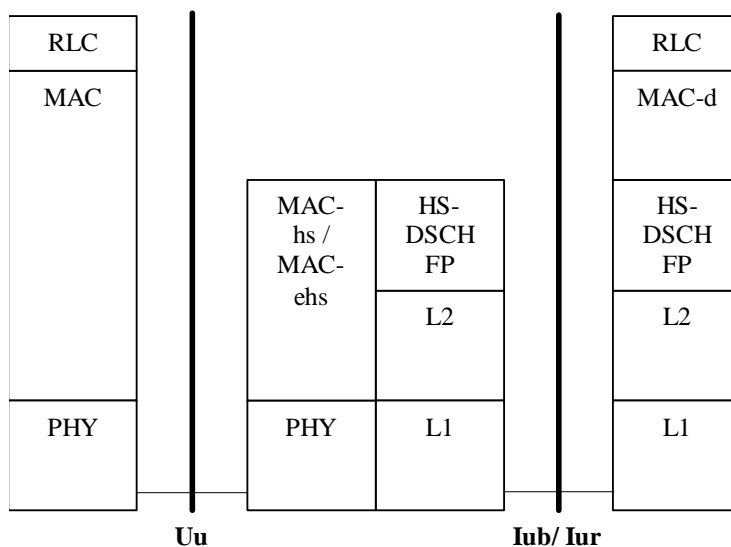 RLC
MAC
PHY
MAC-
hs /
MAC-
ehs
PHY
HS-
DSCH
FP
L2
L1
RLC
MAC-d
HS-
DSCH
FP
L2
L1
Uu
Iub/ Iur